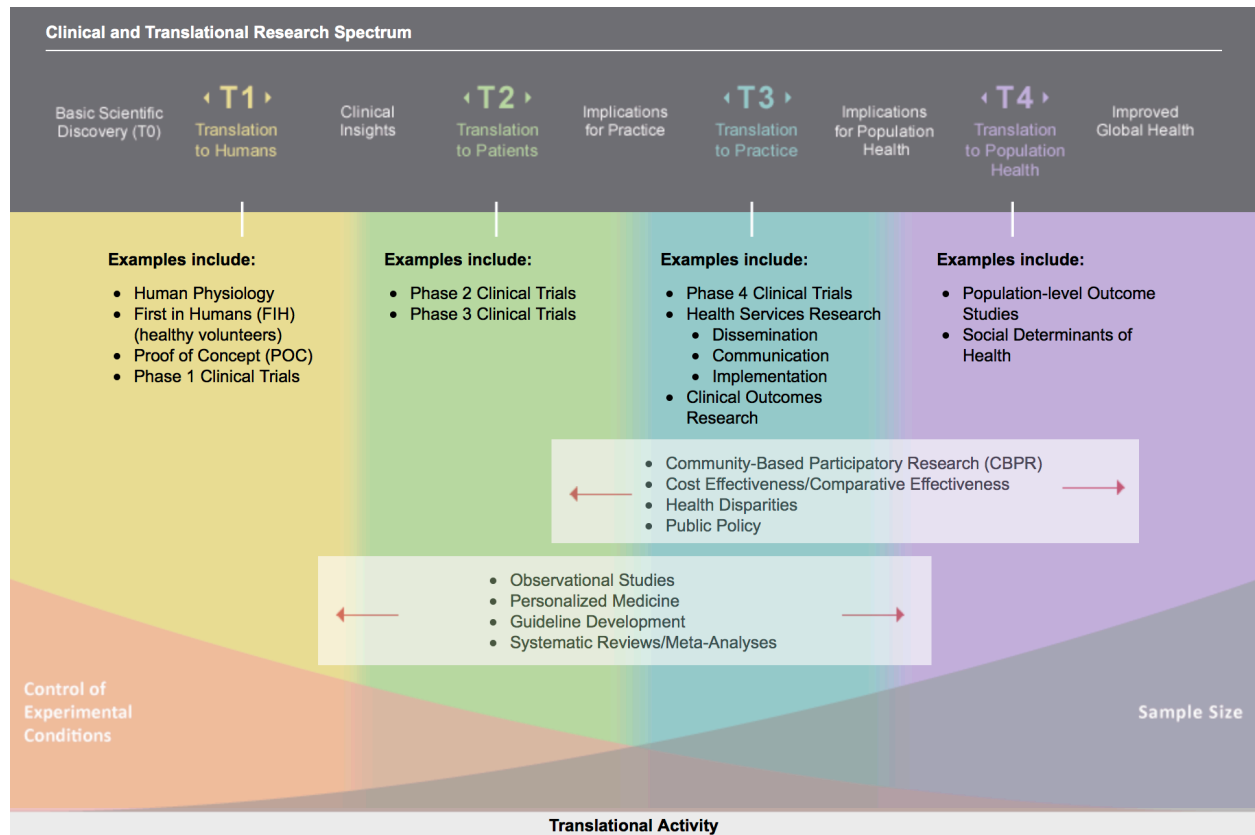 Clinical and Translational Research Spectrum
Basic Scientific
Discovery (T0)
T1
Translation
to Humans
Clinical
Insights
T2
Translation
to Patients
Implications
for Practice
T3
Translation
to Practice
Implications
for Population
Health
T4
Translation
to Population
Health
Improved
Global Health
Examples include:
• Human Physiology
• First in Humans (FIH)
(healthy volunteers)
• Proof of Concept (POC)
• Phase 1 Clinical Trials
Examples include:
• Phase 2 Clinical Trials
• Phase 3 Clinical Trials
Examples include:
• Phase 4 Clinical Trials
• Health Services Research
• Dissemination
• Communication
• Implementation
• Clinical Outcomes
Research
Examples include:
• Population-level Outcome
Studies
• Social Determinants of
Health
• Community-Based Participatory Research (CBPR)
• Cost Effectiveness/Comparative Effectiveness
• Health Disparities
• Public Policy
• Observational Studies
• Personalized Medicine
• Guideline Development
• Systematic Reviews/Meta-Analyses
Control of
Experimental
Conditions
Sample Size
Translational Activity